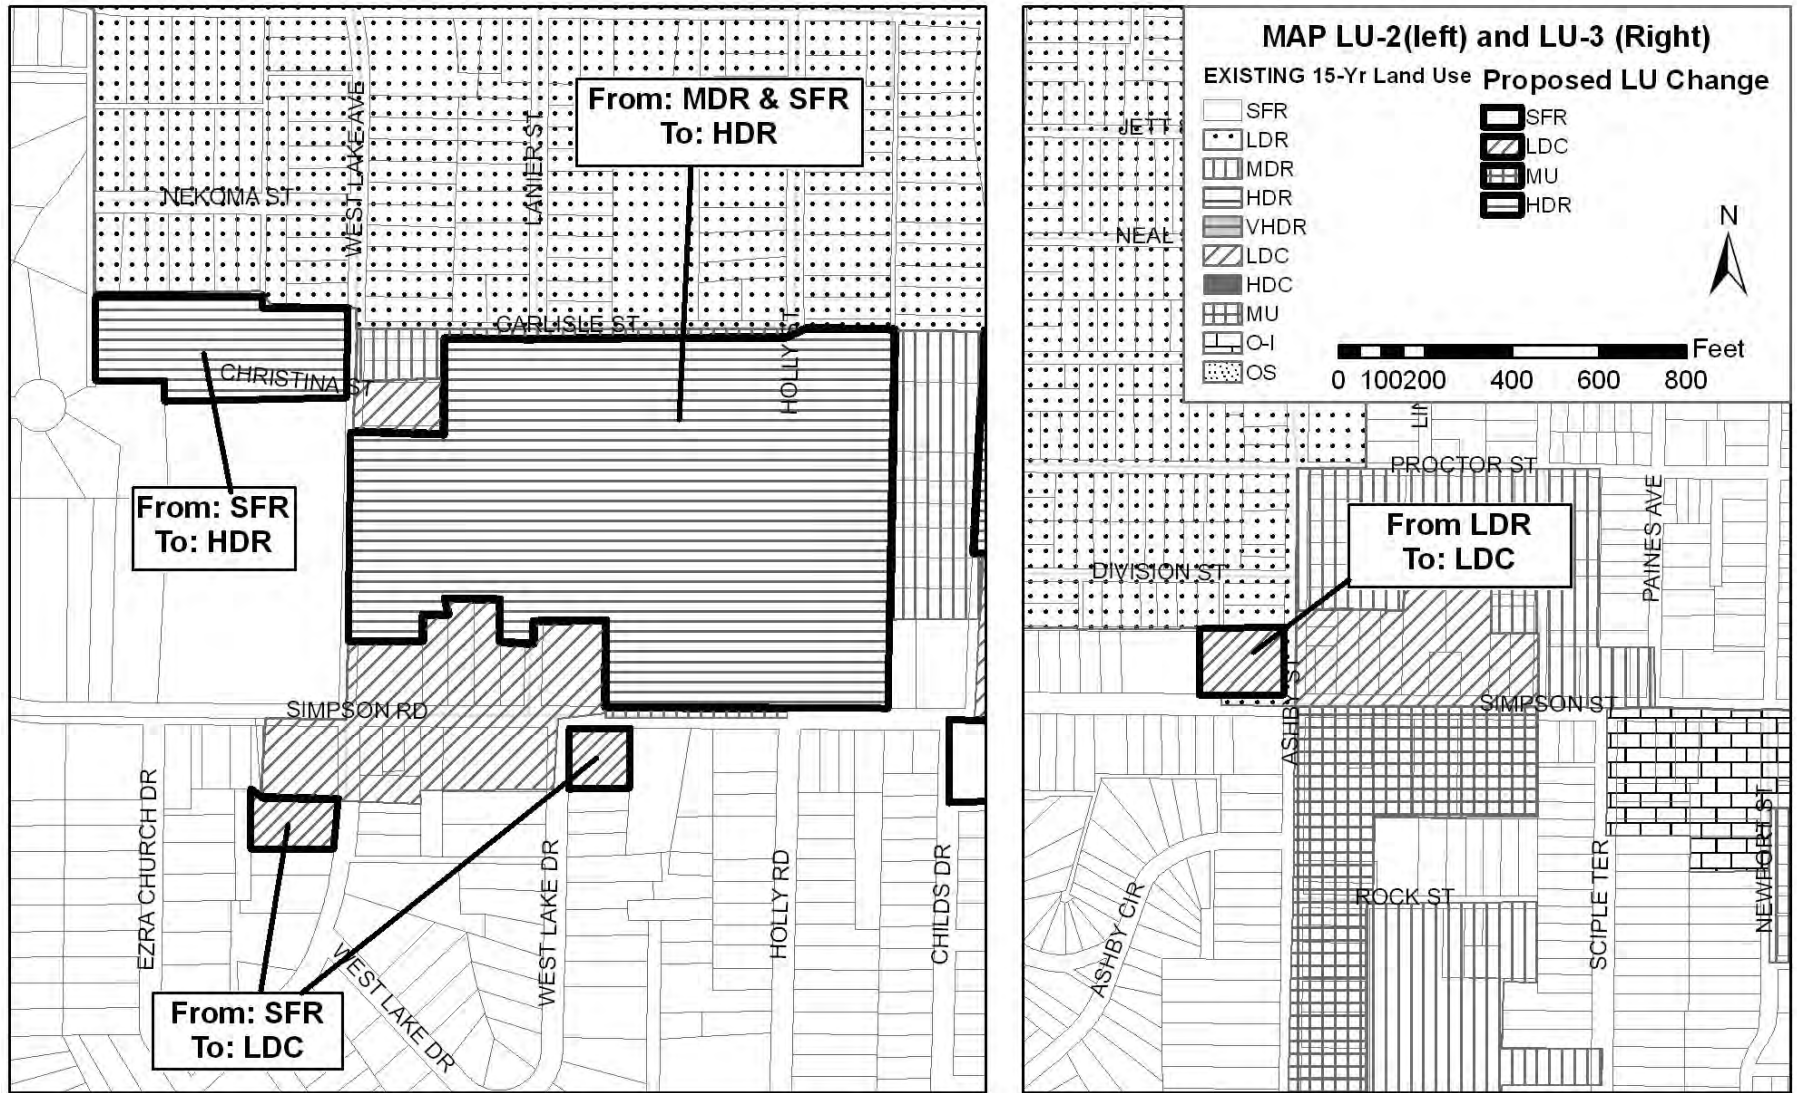 NEKOMA ST
WEST LAKE AVE
LANIER ST
From: MDR & SFR
To: HDR
CARLISLE ST
HOLLY ST
CHRISTINA ST
From: SFR
To: HDR
SIMPSON RD
EZRA CHURCH DR
WEST LAKE DR
WEST LAKE DR
HOLLY RD
CHILDS DR
From: SFR
To: LDC
MAP LU-2(left) and LU-3 (Right)
EXISTING 15-Yr Land Use
SFR
LDR
MDR
HDR
VHDR
LDC
HDC
MU
O-I
OS
Proposed LU Change
SFR
LDC
MU
HDR
N
Feet
0 100200 400 600 800
JETT
NEAL
LIN
PROCTOR ST
PAINES AVE
From LDR
To: LDC
DIVISION ST
ASHBY ST
SIMPSON ST
NEWPORT ST
SCIPLE TER
ROCK ST
ASHBY CIR